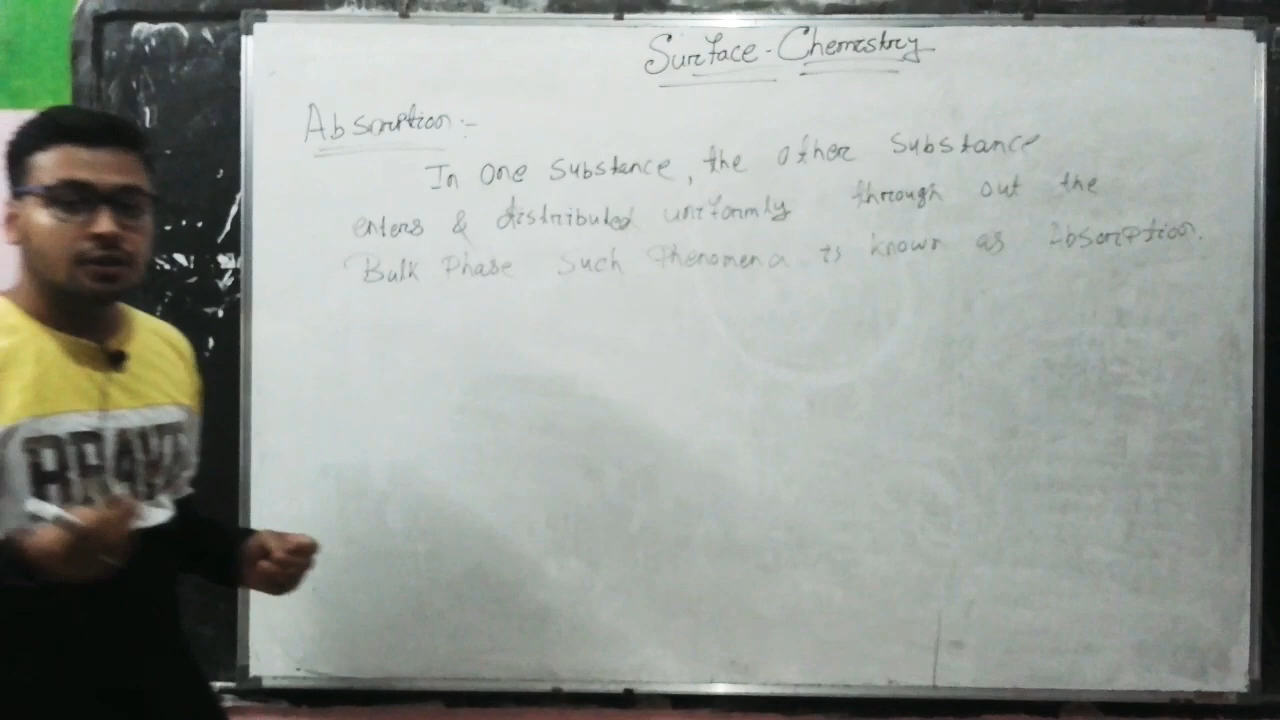 Surface - Chemistry
Absorption :-
In one substance, the other substance
enters & distributed uniformly through out the
Bulk Phase such Phenomena is known as Absorption.
BRAVE